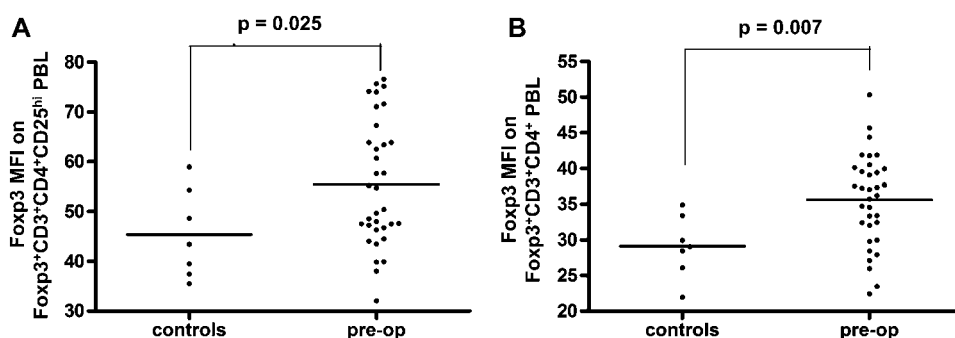 A
p = 0.025
Foxp3 MFI on
Foxp3⁺CD3⁺CD4⁺CD25ʰⁱ PBL
80
70
60
50
40
30
controls
pre-op
B
p = 0.007
Foxp3 MFI on
Foxp3⁺CD3⁺CD4⁺ PBL
55
50
45
40
35
30
25
20
controls
pre-op